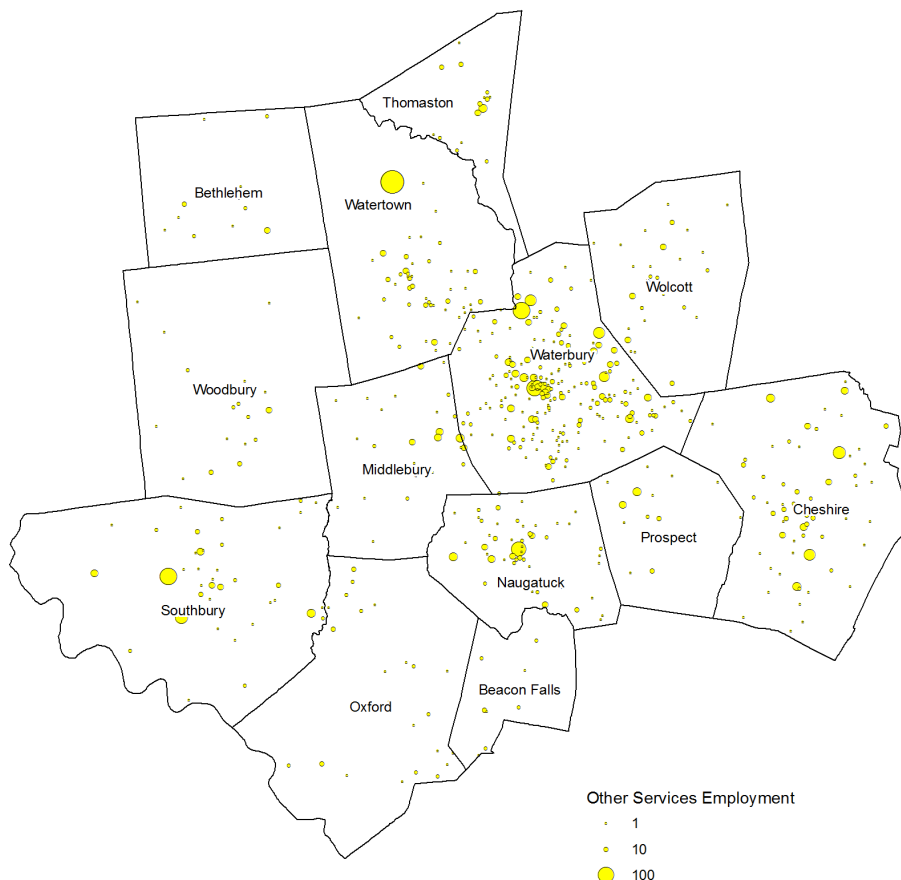 Thomaston
Bethlehem
Watertown
Wolcott
Waterbury
Woodbury
Middlebury
Cheshire
Prospect
Naugatuck
Southbury
Beacon Falls
Oxford
Other Services Employment
1
10
100